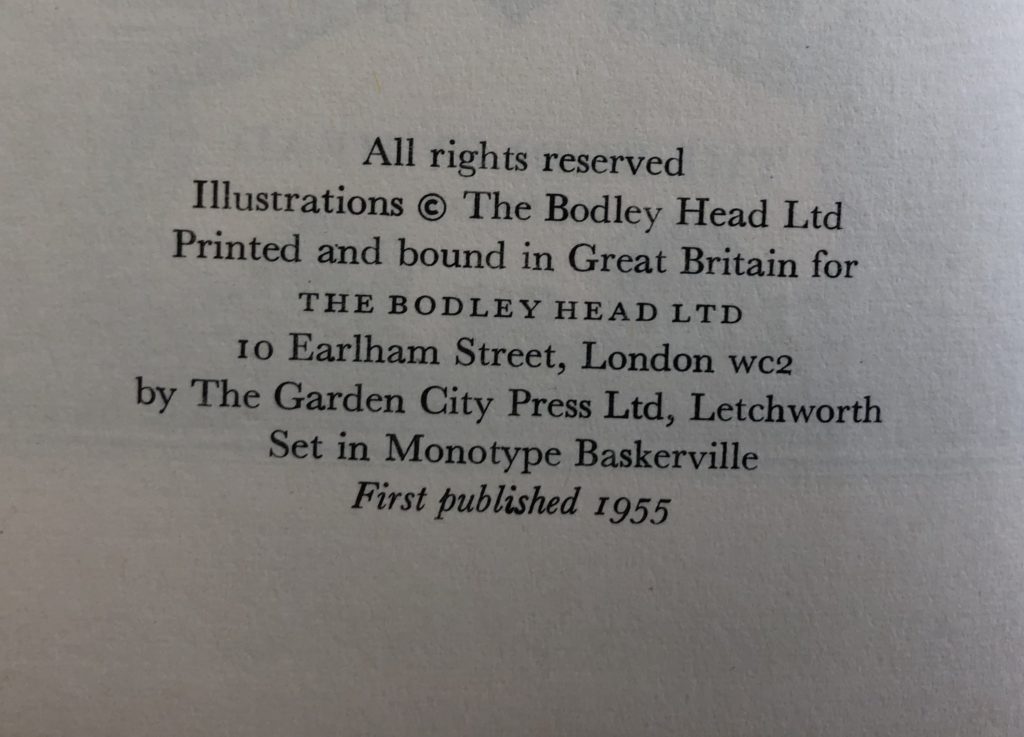 All rights reserved
Illustrations © The Bodley Head Ltd
Printed and bound in Great Britain for
THE BODLEY HEAD LTD
10 Earlham Street, London WC2
by The Garden City Press Ltd, Letchworth
Set in Monotype Baskerville
First published 1955